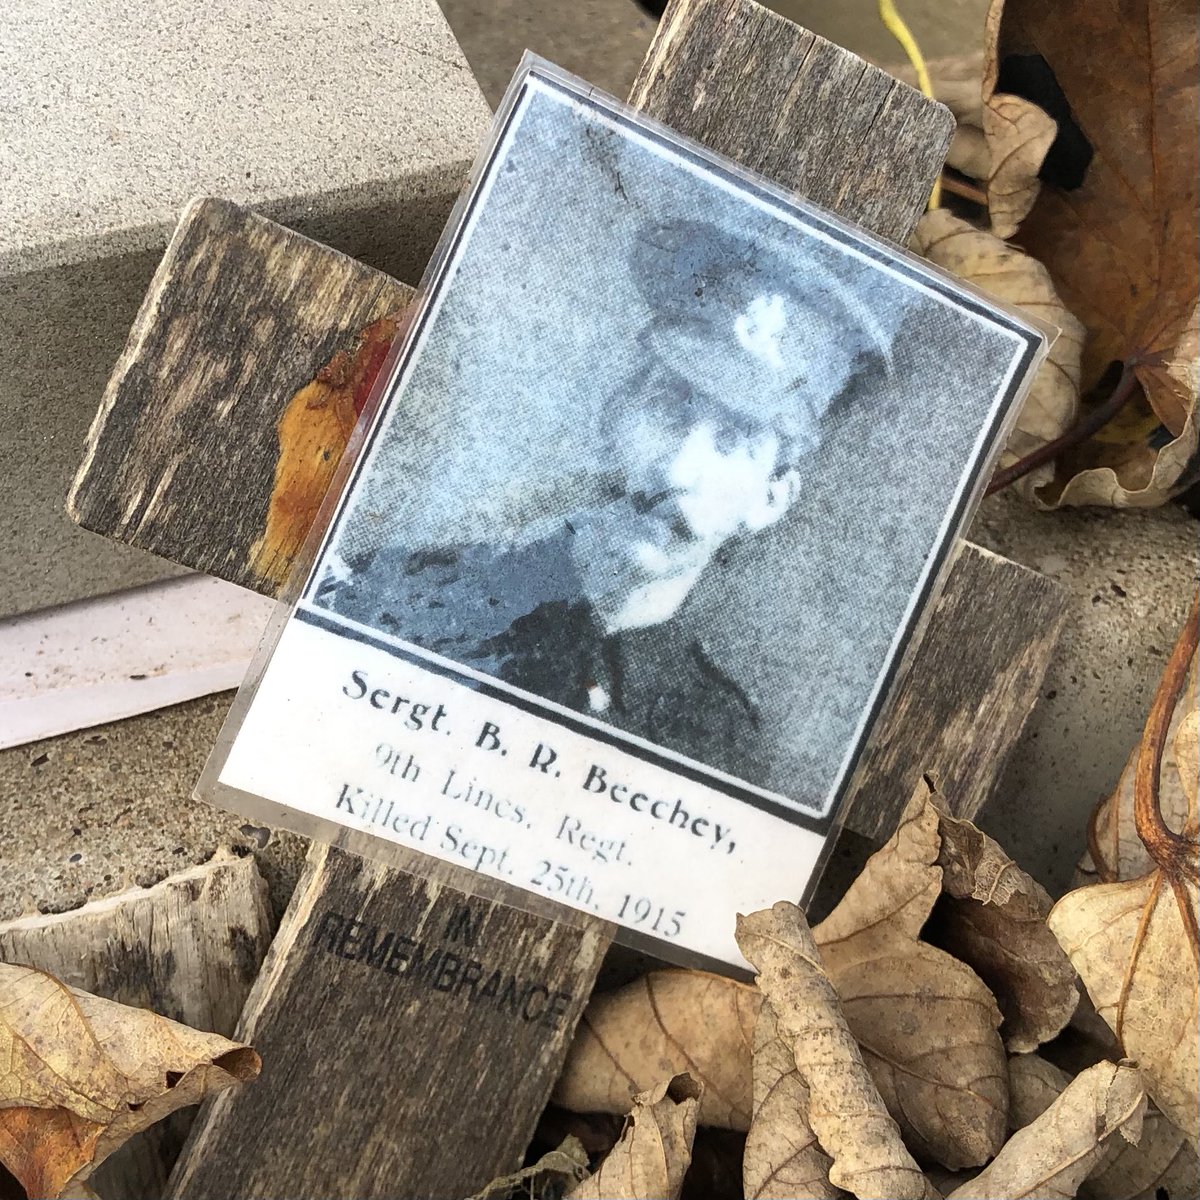 Sergt. B. R. Beechey,
9th Lincs. Regt.
Killed Sept. 25th, 1915
IN
REMEMBRANCE